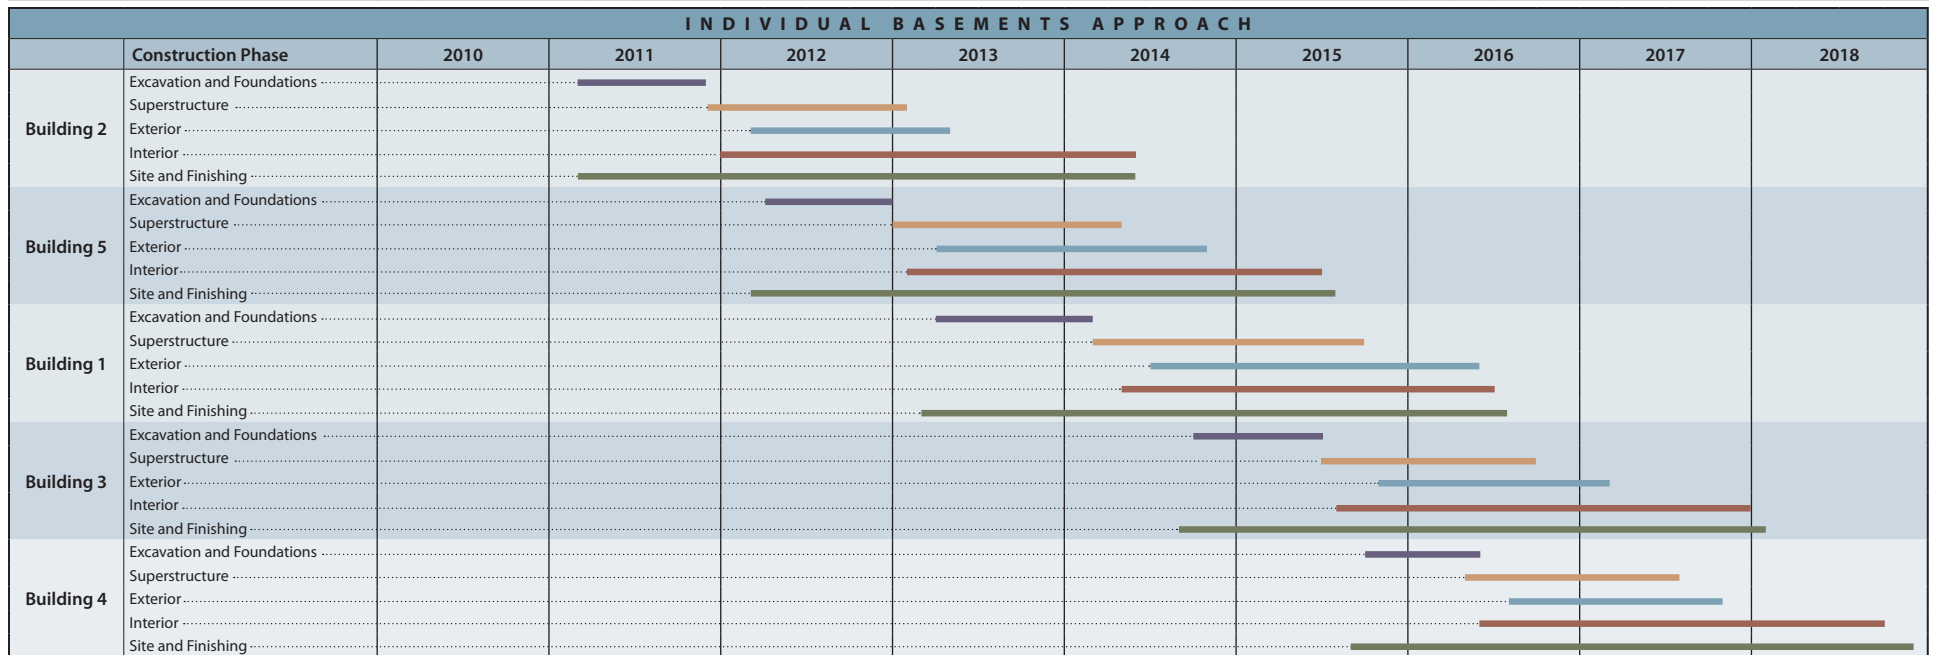 INDIVIDUAL BASEMENTS APPROACH
Construction Phase 2010 2011 2012 2013 2014 2015 2016 2017 2018
Building 2
Excavation and Foundations
Superstructure
Exterior
Interior
Site and Finishing
Building 5
Excavation and Foundations
Superstructure
Exterior
Interior
Site and Finishing
Building 1
Excavation and Foundations
Superstructure
Exterior
Interior
Site and Finishing
Building 3
Excavation and Foundations
Superstructure
Exterior
Interior
Site and Finishing
Building 4
Excavation and Foundations
Superstructure
Exterior
Interior
Site and Finishing